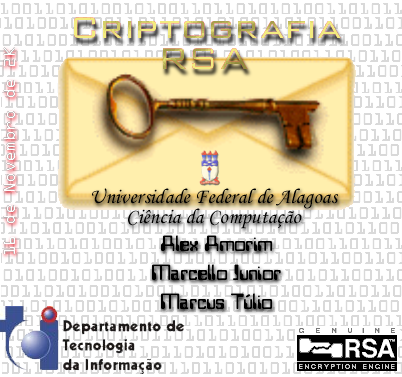 Criptografia
RSA
Universidade Federal de Alagoas
Ciência da Computação
Alex Amorim
Marcello Junior
Marcus Túlio
Departamento de
Tecnologia
da Informação
GENUINE
RSA
ENCRYPTION ENGINE
de Novembro de 2K